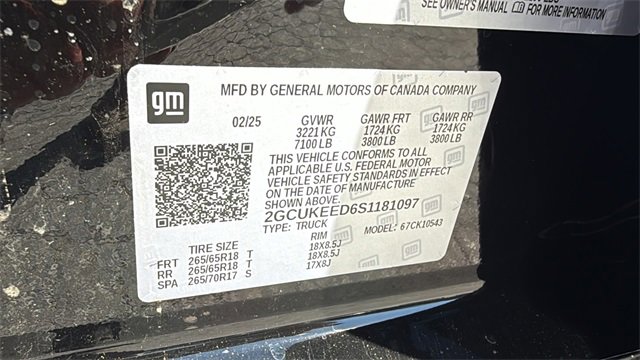 SEE OWNER'S MANUAL FOR MORE INFORMATION
gm
MFD BY GENERAL MOTORS OF CANADA COMPANY
02/25 GVWR GAWR FRT GAWR RR
3221 KG 1724 KG 1724 KG
7100 LB 3800 LB 3800 LB
THIS VEHICLE CONFORMS TO ALL
APPLICABLE U.S. FEDERAL MOTOR
VEHICLE SAFETY STANDARDS IN EFFECT
ON THE DATE OF MANUFACTURE
SHOWN ABOVE.
2GCUKEED6S1181097
TYPE: TRUCK MODEL: 67CK10543
TIRE SIZE RIM
FRT 265/65R18 T 18X8.5J
RR 265/65R18 T 18X8.5J
SPA 265/70R17 S 17X8J